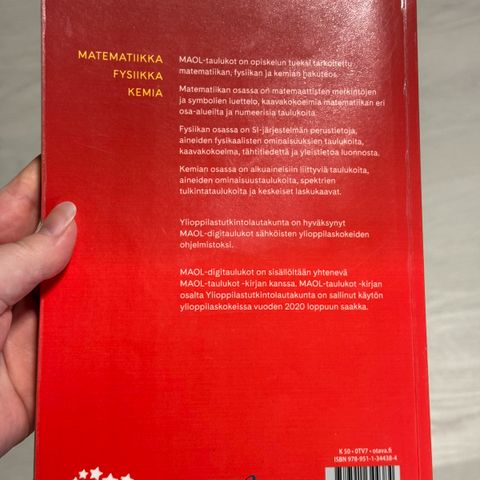 MATEMATIIKKA
FYSIIKKA
KEMIA
MAOL-taulukot on opiskelun tueksi tarkoitettu
matematiikan, fysiikan ja kemian hakuteos.
Matematiikan osassa on matemaattisten merkintöjen
ja symbolien luettelo, kaavakokoelmia matematiikan eri
osa-alueilta ja numeerisia taulukoita.
Fysiikan osassa on SI-järjestelmän perustietoja,
aineiden fysikaalisten ominaisuuksien taulukoita,
kaavakokoelma, tähtitiedettä ja yleistietoa luonnosta.
Kemian osassa on alkuaineisiin liittyviä taulukoita,
aineiden ominaisuustaulukoita, spektrien
tulkintataulukoita ja keskeiset laskukaavat.
Ylioppilastutkintolautakunta on hyväksynyt
MAOL-digitaulukot sähköisten ylioppilaskokeiden
ohjelmistoksi.
MAOL-digitaulukot on sisällöltään yhtenevä
MAOL-taulukot -kirjan kanssa. MAOL-taulukot -kirjan
osalta Ylioppilastutkintolautakunta on sallinut käytön
ylioppilaskokeissa vuoden 2020 loppuun saakka.
K 50 • 0TV7 • otava.fi
ISBN 978-951-1-34438-4